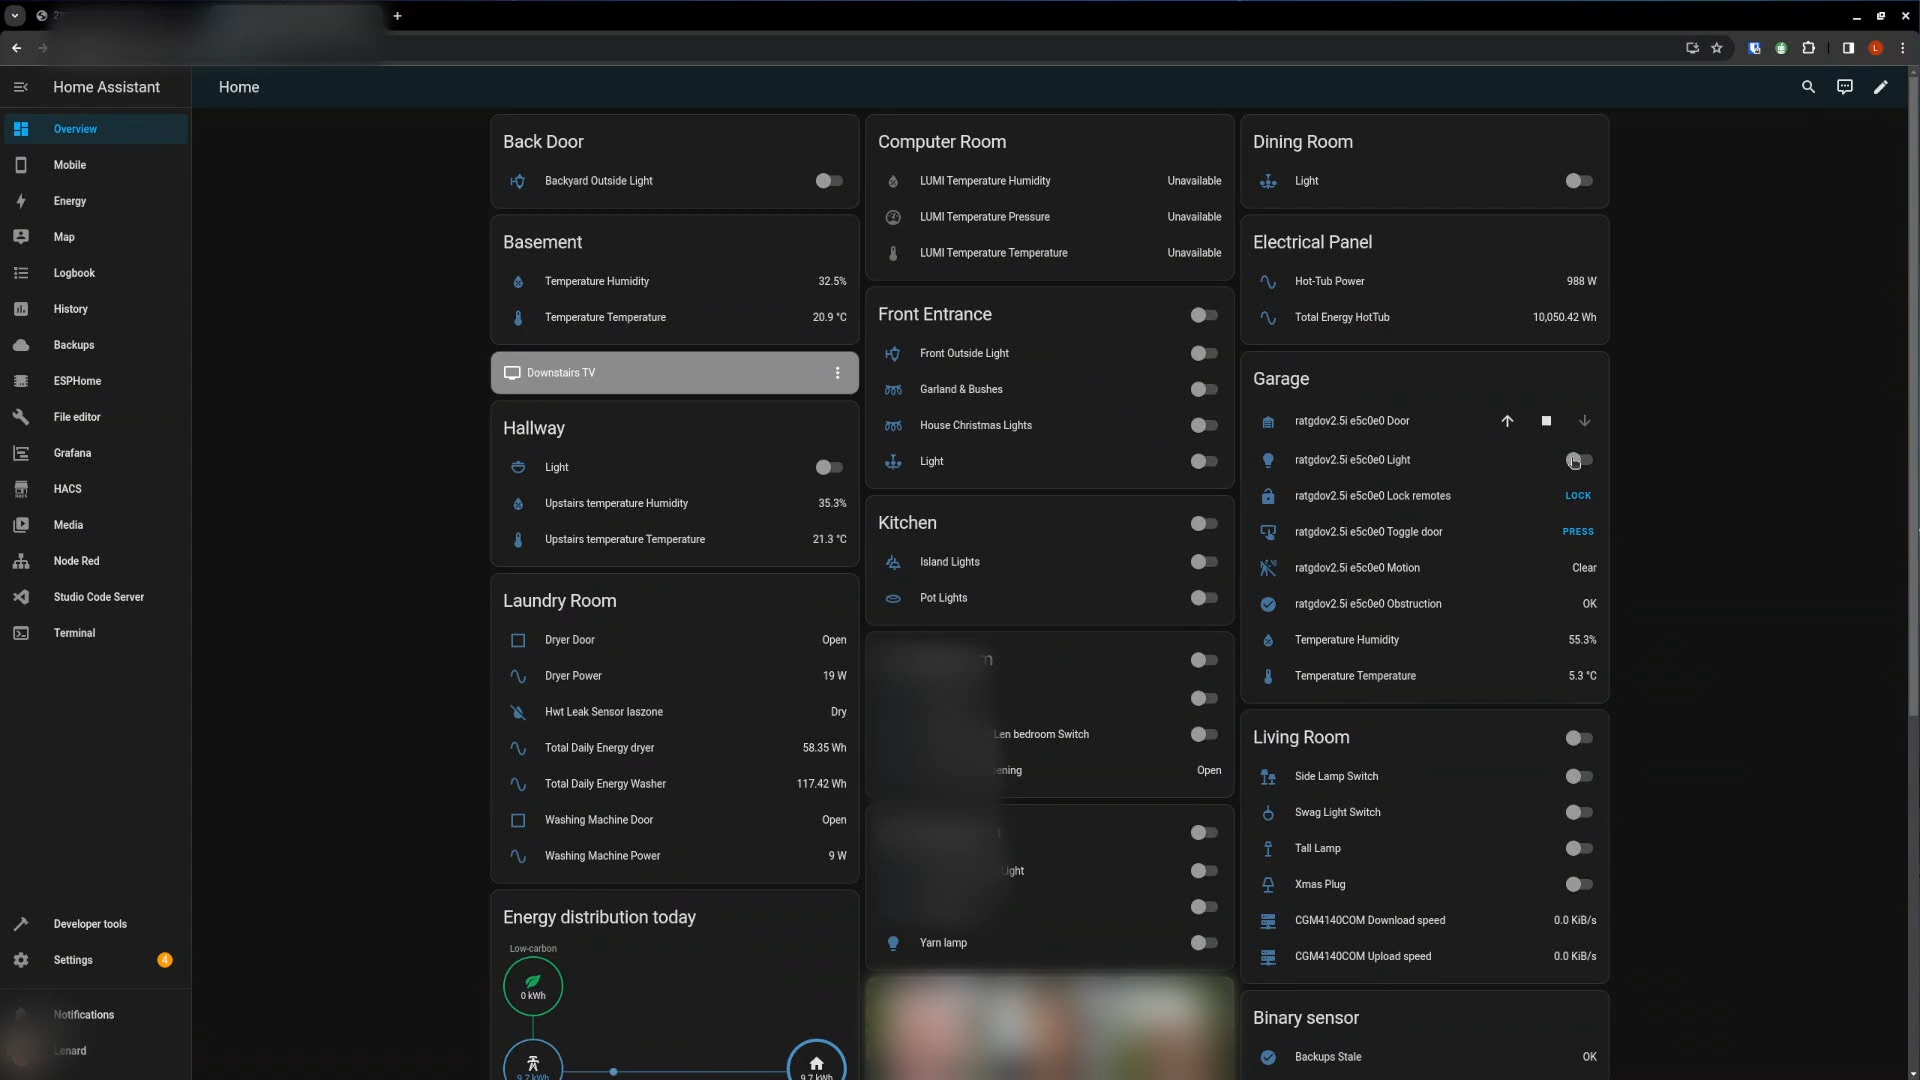 Home Assistant
Home
Overview
Mobile
Energy
Map
Logbook
History
Backups
ESPHome
File editor
Grafana
HACS
Media
Node Red
Studio Code Server
Terminal
Developer tools
Settings 4
Notifications
Lenard
Back Door
Backyard Outside Light
Basement
Temperature Humidity 32.5%
Temperature Temperature 20.9 °C
Downstairs TV
Hallway
Light
Upstairs temperature Humidity 35.3%
Upstairs temperature Temperature 21.3 °C
Laundry Room
Dryer Door Open
Dryer Power 19 W
Hwt Leak Sensor Iaszone Dry
Total Daily Energy dryer 58.35 Wh
Total Daily Energy Washer 117.42 Wh
Washing Machine Door Open
Washing Machine Power 9 W
Energy distribution today
Low-carbon
0 kWh
9.7 kWh 9.7 kWh
Computer Room
LUMI Temperature Humidity Unavailable
LUMI Temperature Pressure Unavailable
LUMI Temperature Temperature Unavailable
Front Entrance
Front Outside Light
Garland & Bushes
House Christmas Lights
Light
Kitchen
Island Lights
Pot Lights
Len bedroom Switch
Open
Light
Yarn lamp
Dining Room
Light
Electrical Panel
Hot-Tub Power 988 W
Total Energy HotTub 10,050.42 Wh
Garage
ratgdov2.5i e5c0e0 Door
ratgdov2.5i e5c0e0 Light
ratgdov2.5i e5c0e0 Lock remotes LOCK
ratgdov2.5i e5c0e0 Toggle door PRESS
ratgdov2.5i e5c0e0 Motion Clear
ratgdov2.5i e5c0e0 Obstruction OK
Temperature Humidity 55.3%
Temperature Temperature 5.3 °C
Living Room
Side Lamp Switch
Swag Light Switch
Tall Lamp
Xmas Plug
CGM4140COM Download speed 0.0 KiB/s
CGM4140COM Upload speed 0.0 KiB/s
Binary sensor
Backups Stale OK